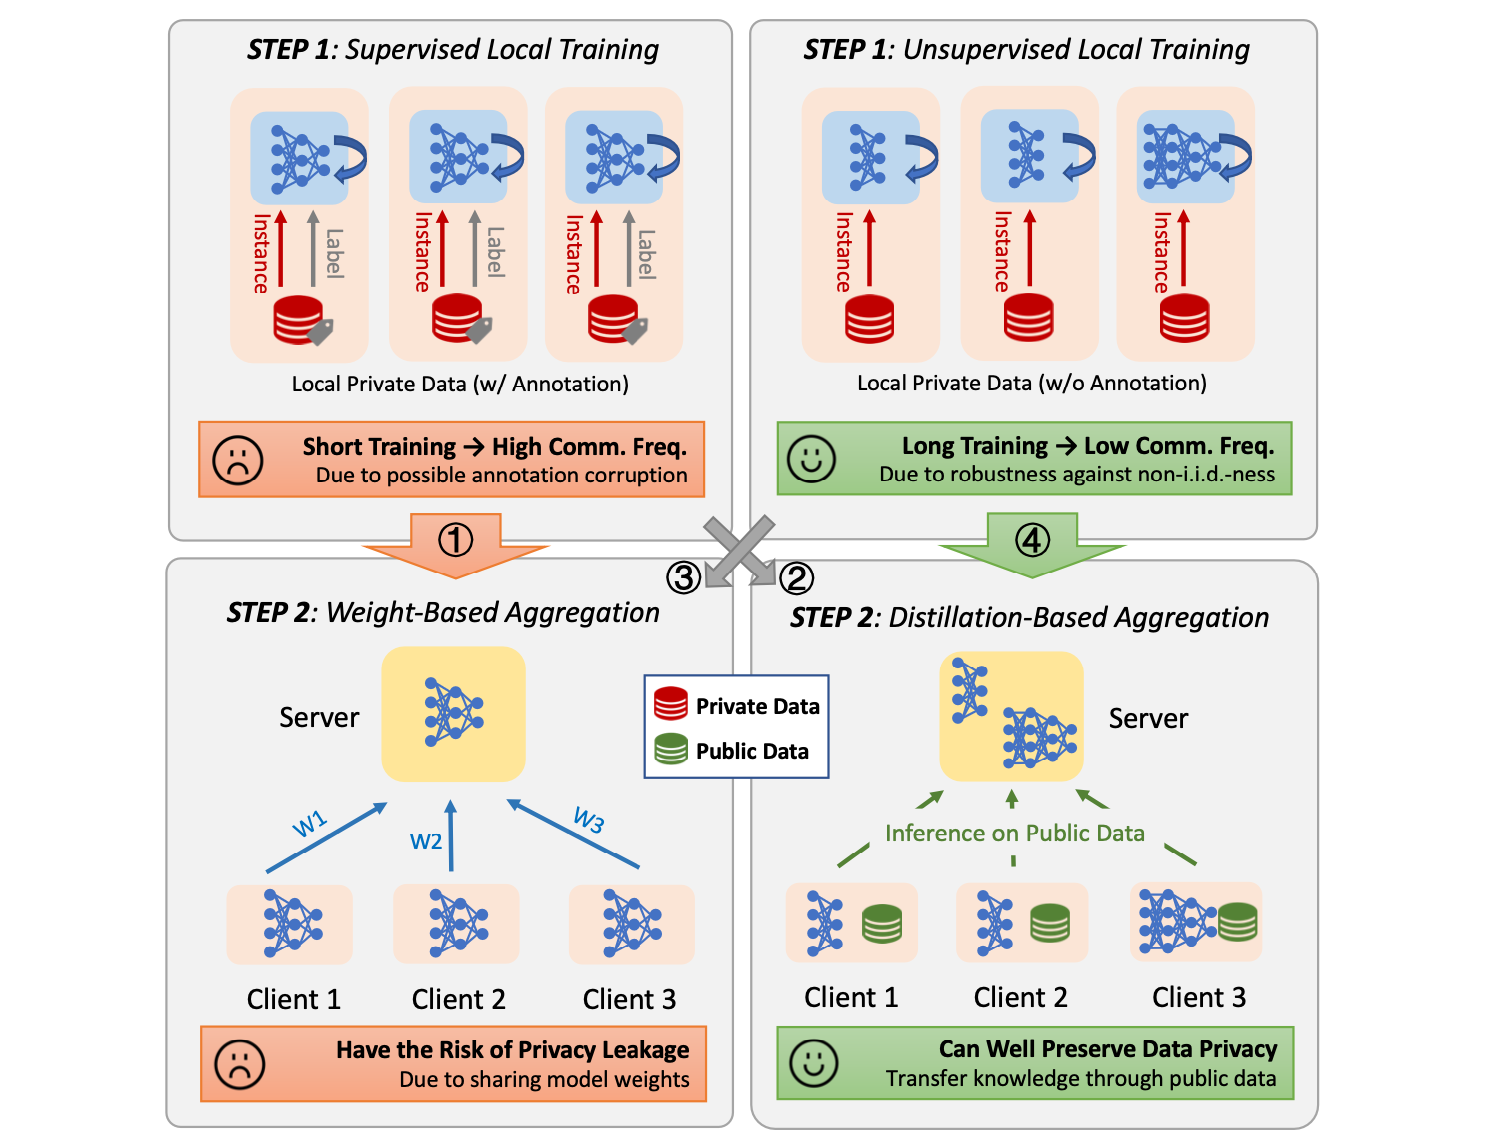 STEP 1: Supervised Local Training
Instance
Label
Instance
Label
Instance
Label
Local Private Data (w/ Annotation)
Short Training → High Comm. Freq.
Due to possible annotation corruption
STEP 1: Unsupervised Local Training
Instance
Instance
Instance
Local Private Data (w/o Annotation)
Long Training → Low Comm. Freq.
Due to robustness against non-i.i.d.-ness
①
③
②
④
STEP 2: Weight-Based Aggregation
Server
W1
W2
W3
Client 1
Client 2
Client 3
Have the Risk of Privacy Leakage
Due to sharing model weights
Private Data
Public Data
STEP 2: Distillation-Based Aggregation
Server
Inference on Public Data
Client 1
Client 2
Client 3
Can Well Preserve Data Privacy
Transfer knowledge through public data